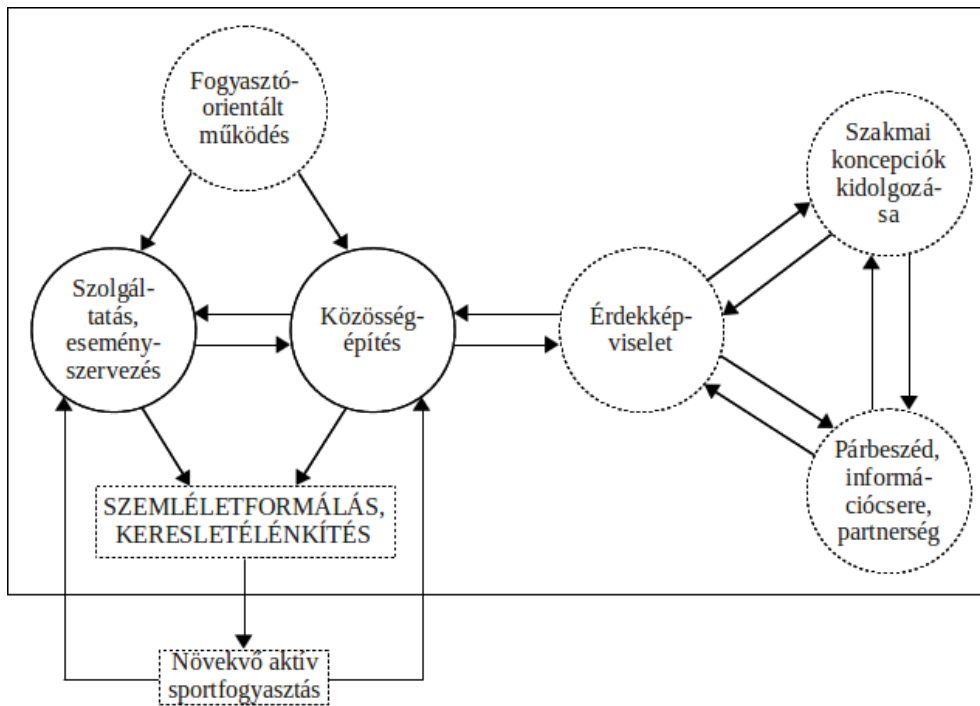 Fogyasztó-
orientált
működés
Szakmai
koncepciók
kidolgozá-
sa
Szolgál-
tatás,
esemény-
szervezés
Közösség-
építés
Érdekkép-
viselet
Párbeszéd,
informá-
ciócsere,
partnerség
SZEMLÉLETFORMÁLÁS,
KERESLETÉLÉNKÍTÉS
Növekvő aktív
sportfogyasztás